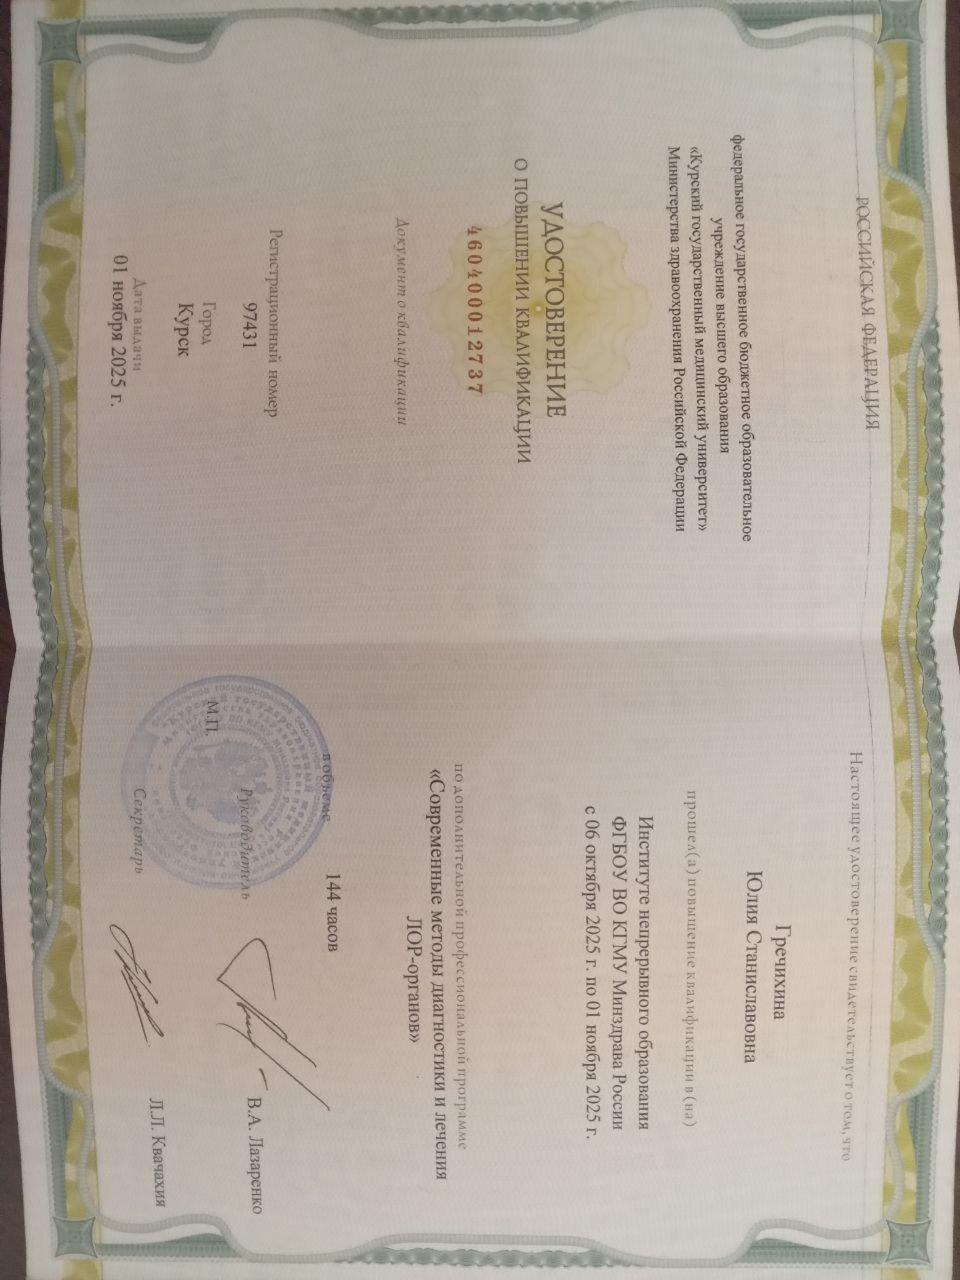 РОССИЙСКАЯ ФЕДЕРАЦИЯ
федеральное государственное бюджетное образовательное
учреждение высшего образования
«Курский государственный медицинский университет»
Министерства здравоохранения Российской Федерации
УДОСТОВЕРЕНИЕ
О ПОВЫШЕНИИ КВАЛИФИКАЦИИ
460400012737
Документ о квалификации
Регистрационный номер
97431
Город
Курск
Дата выдачи
01 ноября 2025 г.
Настоящее удостоверение свидетельствует о том, что
Гречихина
Юлия Станиславовна
прошел(а) повышение квалификации в (на)
Институте непрерывного образования
ФГБОУ ВО КГМУ Минздрава России
с 06 октября 2025 г. по 01 ноября 2025 г.
по дополнительной профессиональной программе
«Современные методы диагностики и лечения
ЛОР-органов»
в объеме
144 часов
М.П.
Руководитель
В.А. Лазаренко
Секретарь
Л.Л. Квачахия